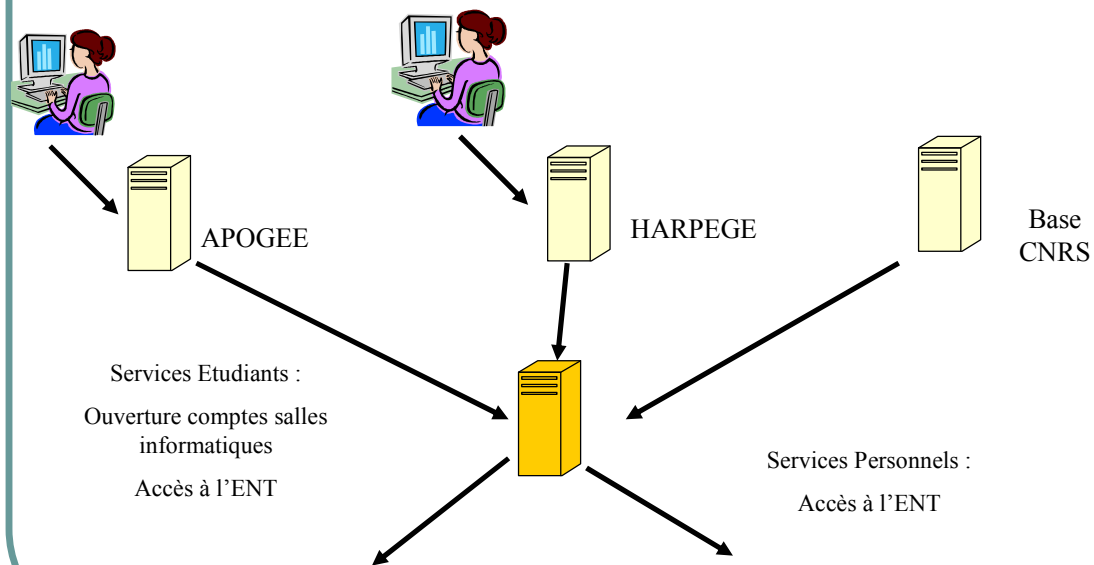 APOGEE
HARPEGE
Base
CNRS
Services Etudiants :
Ouverture comptes salles
informatiques
Accès à l’ENT
Services Personnels :
Accès à l’ENT